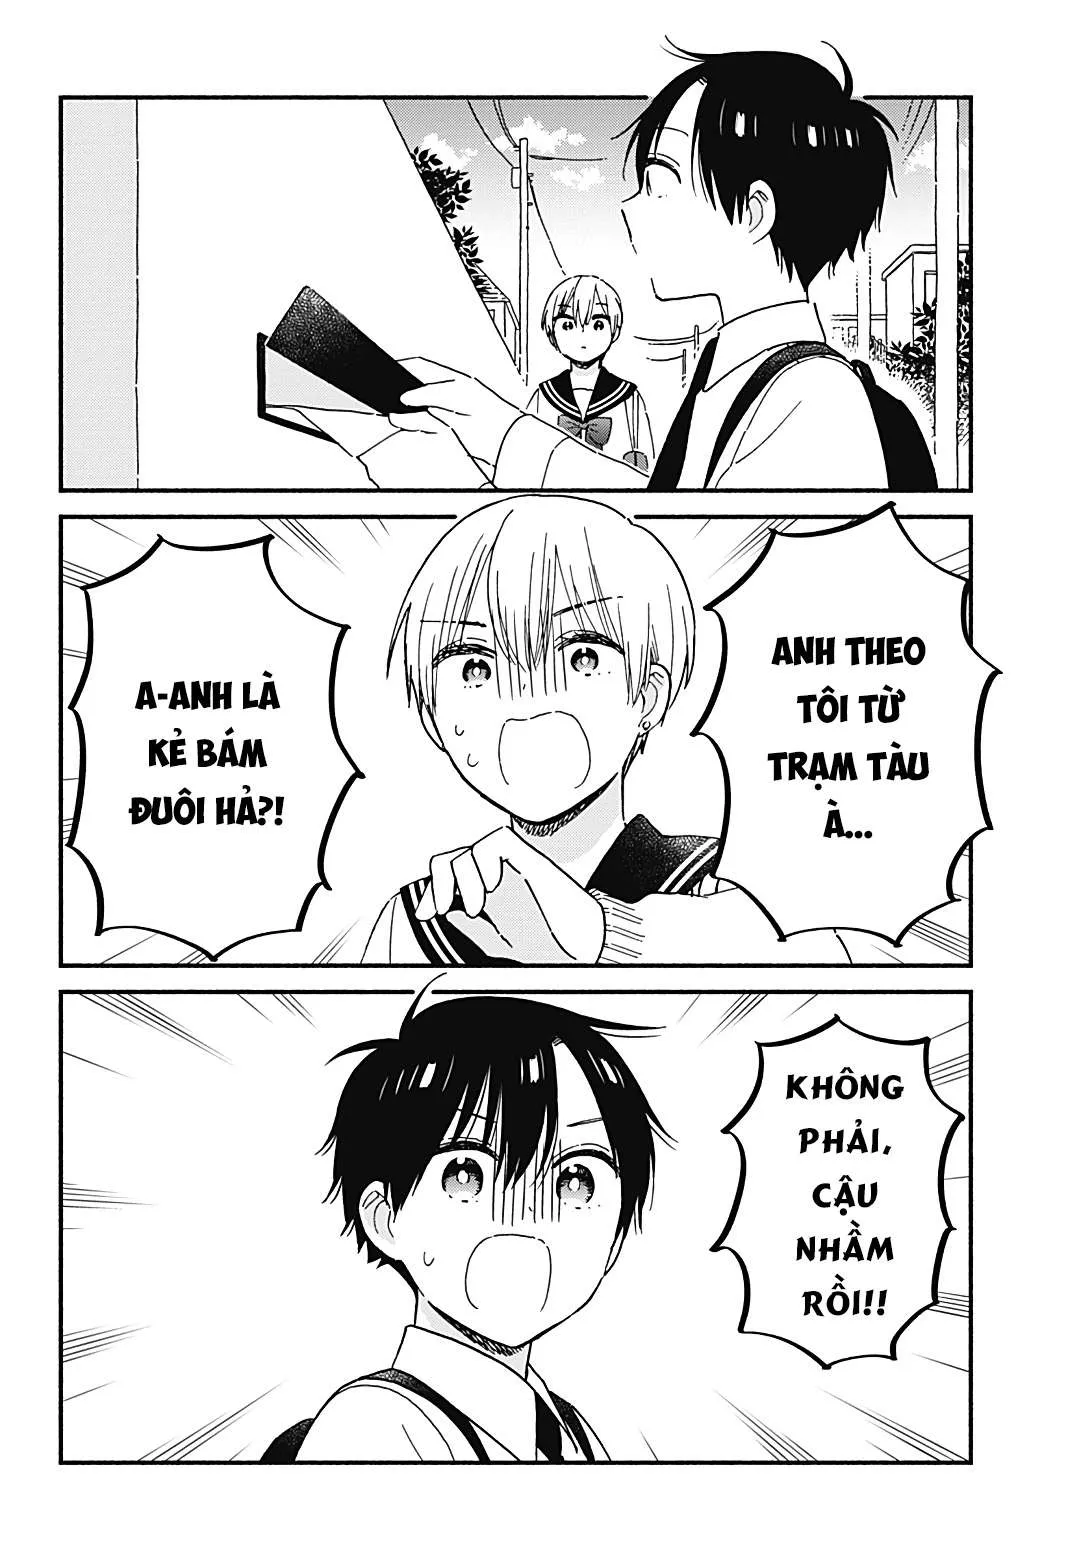 ANH THEO
TÔI TỪ
TRẠM TÀU
À...
A-ANH LÀ
KẺ BÁM
ĐUÔI HẢ?!
KHÔNG
PHẢI,
CẬU
NHẦM
RỒI!!